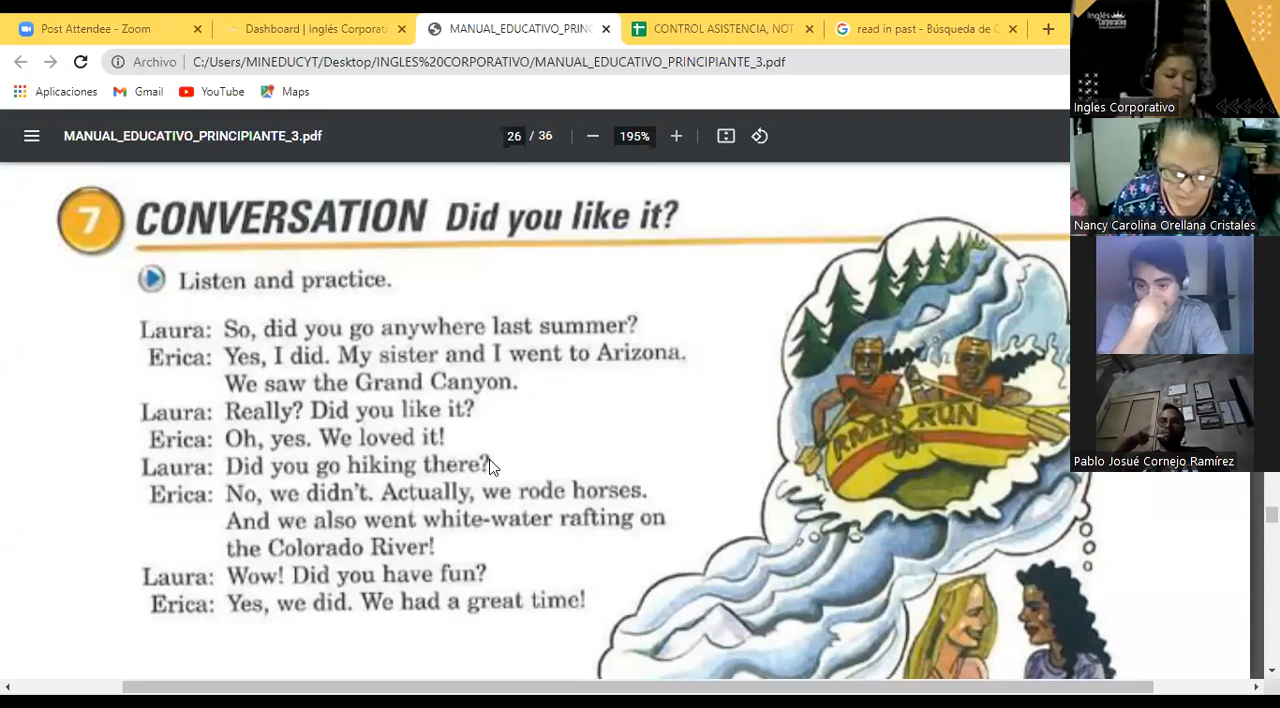 Post Attendee - Zoom
Dashboard | Inglés Corporati
MANUAL_EDUCATIVO_PRINC
CONTROL ASISTENCIA, NOT
read in past - Búsqueda de G
Archivo
C:/Users/MINEDUCYT/Desktop/INGLES%20CORPORATIVO/MANUAL_EDUCATIVO_PRINCIPIANTE_3.pdf
Aplicaciones
Gmail
YouTube
Maps
MANUAL_EDUCATIVO_PRINCIPIANTE_3.pdf
26 / 36
195%
7 CONVERSATION Did you like it?
Listen and practice.
Laura: So, did you go anywhere last summer?
Erica: Yes, I did. My sister and I went to Arizona.
We saw the Grand Canyon.
Laura: Really? Did you like it?
Erica: Oh, yes. We loved it!
Laura: Did you go hiking there?
Erica: No, we didn't. Actually, we rode horses.
And we also went white-water rafting on
the Colorado River!
Laura: Wow! Did you have fun?
Erica: Yes, we did. We had a great time!
RIVER RUN
Inglés
Corporativo
Ingles Corporativo
Nancy Carolina Orellana Cristales
Pablo Josué Cornejo Ramírez